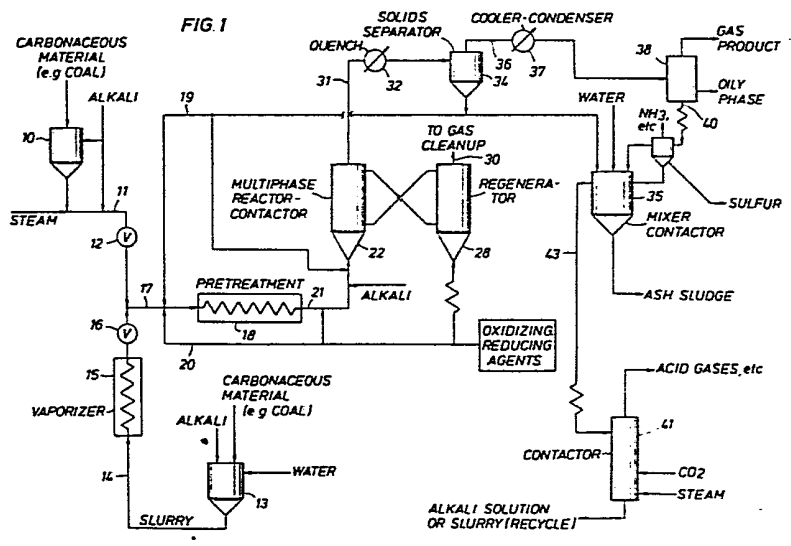 FIG. 1
CARBONACEOUS
MATERIAL
(e.g COAL)
ALKALI
10
11
STEAM
12
V
17
16
V
15
VAPORIZER
14
SLURRY
19
PRETREATMENT
18
21
20
ALKALI
CARBONACEOUS
MATERIAL
(e.g COAL)
WATER
13
QUENCH
31
32
SOLIDS
SEPARATOR
34
COOLER-CONDENSER
36
37
TO GAS
CLEANUP
30
MULTIPHASE
REACTOR-
CONTACTOR
22
REGENERA-
TOR
28
ALKALI
OXIDIZING,
REDUCING
AGENTS
38
GAS
PRODUCT
OILY
PHASE
WATER
NH3,
etc
40
SULFUR
35
MIXER
CONTACTOR
43
ASH SLUDGE
ACID GASES, etc
41
CONTACTOR
CO2
STEAM
ALKALI SOLUTION
OR SLURRY (RECYCLE)